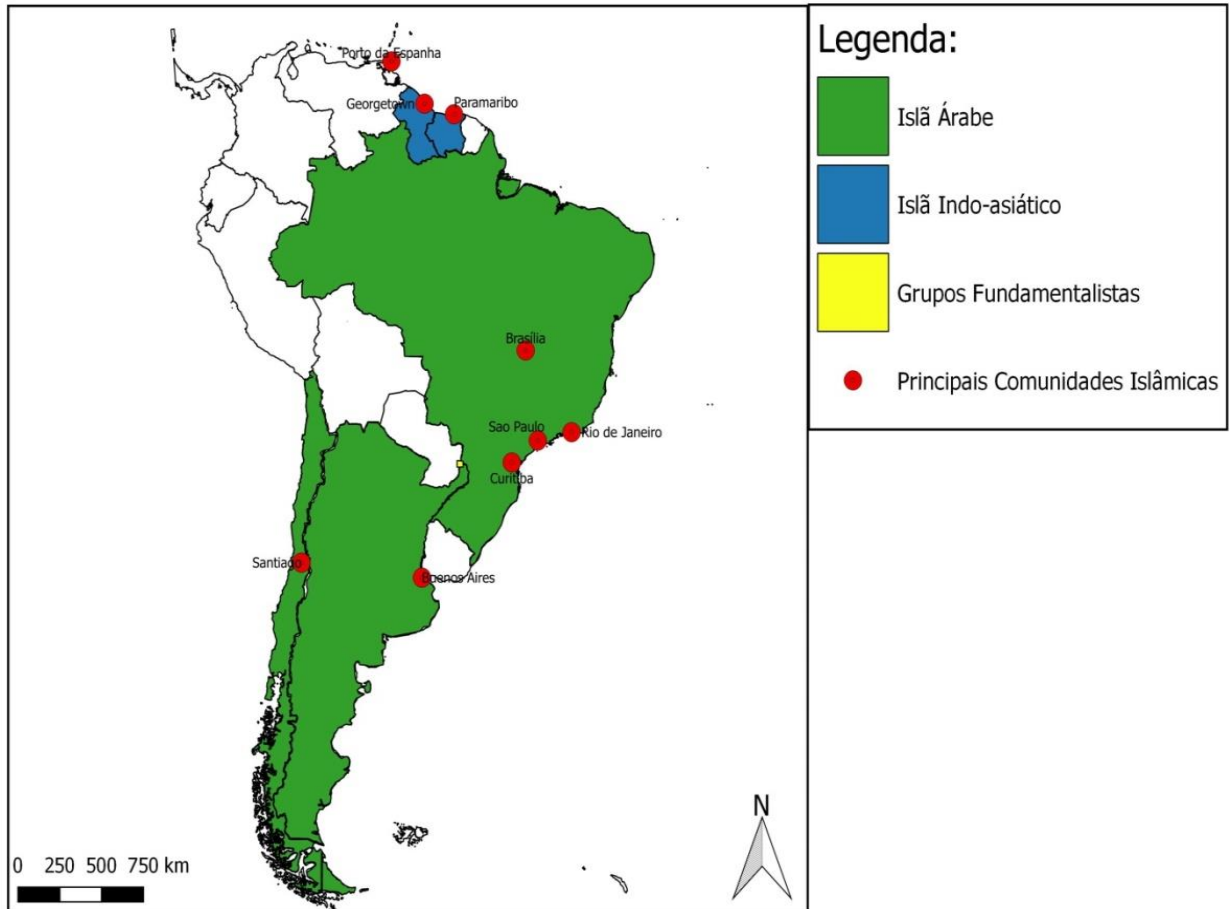 Porto da Espanha
Georgetown
Paramaribo
Brasília
Sao Paulo
Rio de Janeiro
Curitiba
Santiago
Buenos Aires
0 250 500 750 km
N
Legenda:
Islã Árabe
Islã Indo-asiático
Grupos Fundamentalistas
Principais Comunidades Islâmicas